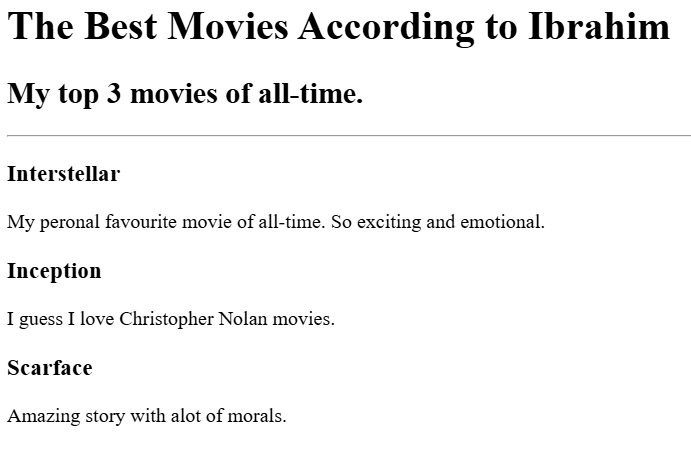 The Best Movies According to Ibrahim
My top 3 movies of all-time.
Interstellar
My peronal favourite movie of all-time. So exciting and emotional.
Inception
I guess I love Christopher Nolan movies.
Scarface
Amazing story with alot of morals.